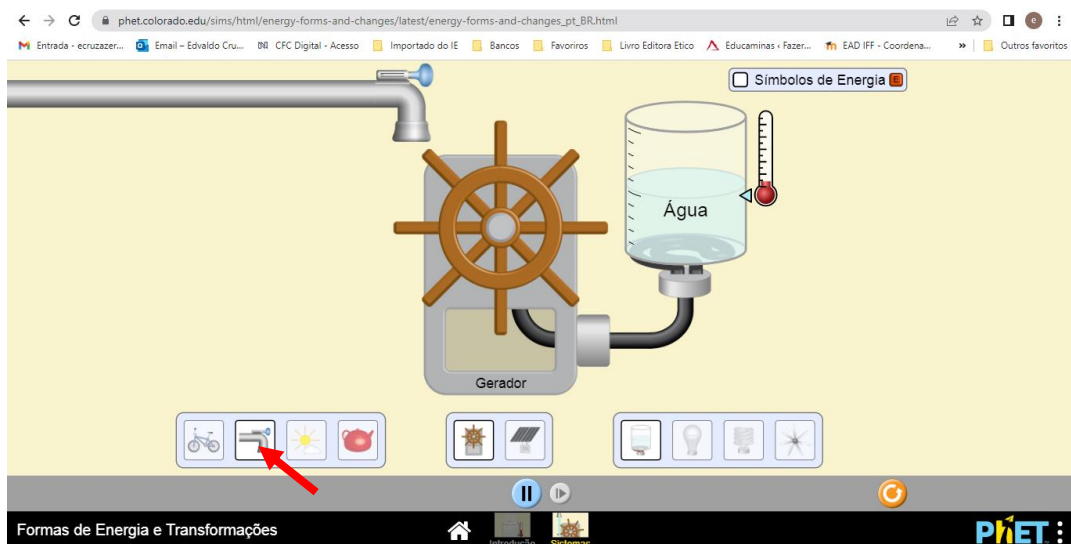 phet.colorado.edu/sims/html/energy-forms-and-changes/latest/energy-forms-and-changes_pt_BR.html
e
Entrada - ecruzazer... Email – Edvaldo Cru... CFC Digital - Acesso Importado do IE Bancos Favoriros Livro Editora Etico Educaminas ‹ Fazer... EAD IFF - Coordena... » Outros favoritos
Símbolos de Energia E
Água
Gerador
Formas de Energia e Transformações
Introdução Sistemas
PhET